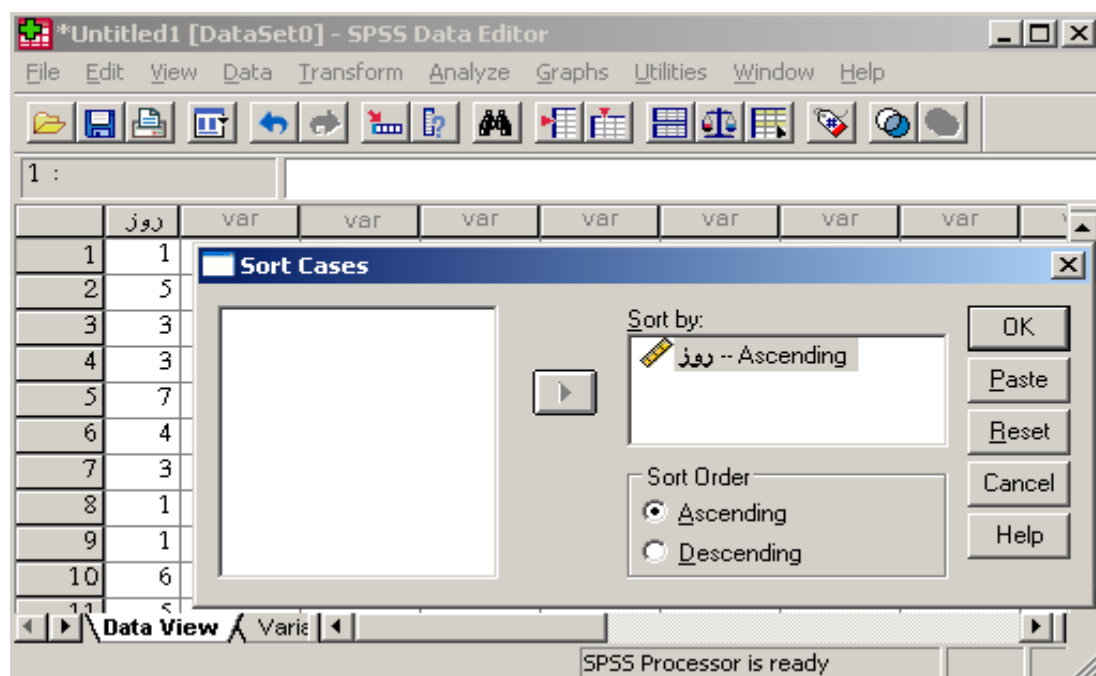 *Untitled1 [DataSet0] - SPSS Data Editor
File Edit View Data Transform Analyze Graphs Utilities Window Help
1 :
روز var var var var var var var
1 1
2 5
3 3
4 3
5 7
6 4
7 3
8 1
9 1
10 6
11 5
Sort Cases
Sort by:
روز -- Ascending
Sort Order
Ascending
Descending
OK
Paste
Reset
Cancel
Help
Data View
SPSS Processor is ready